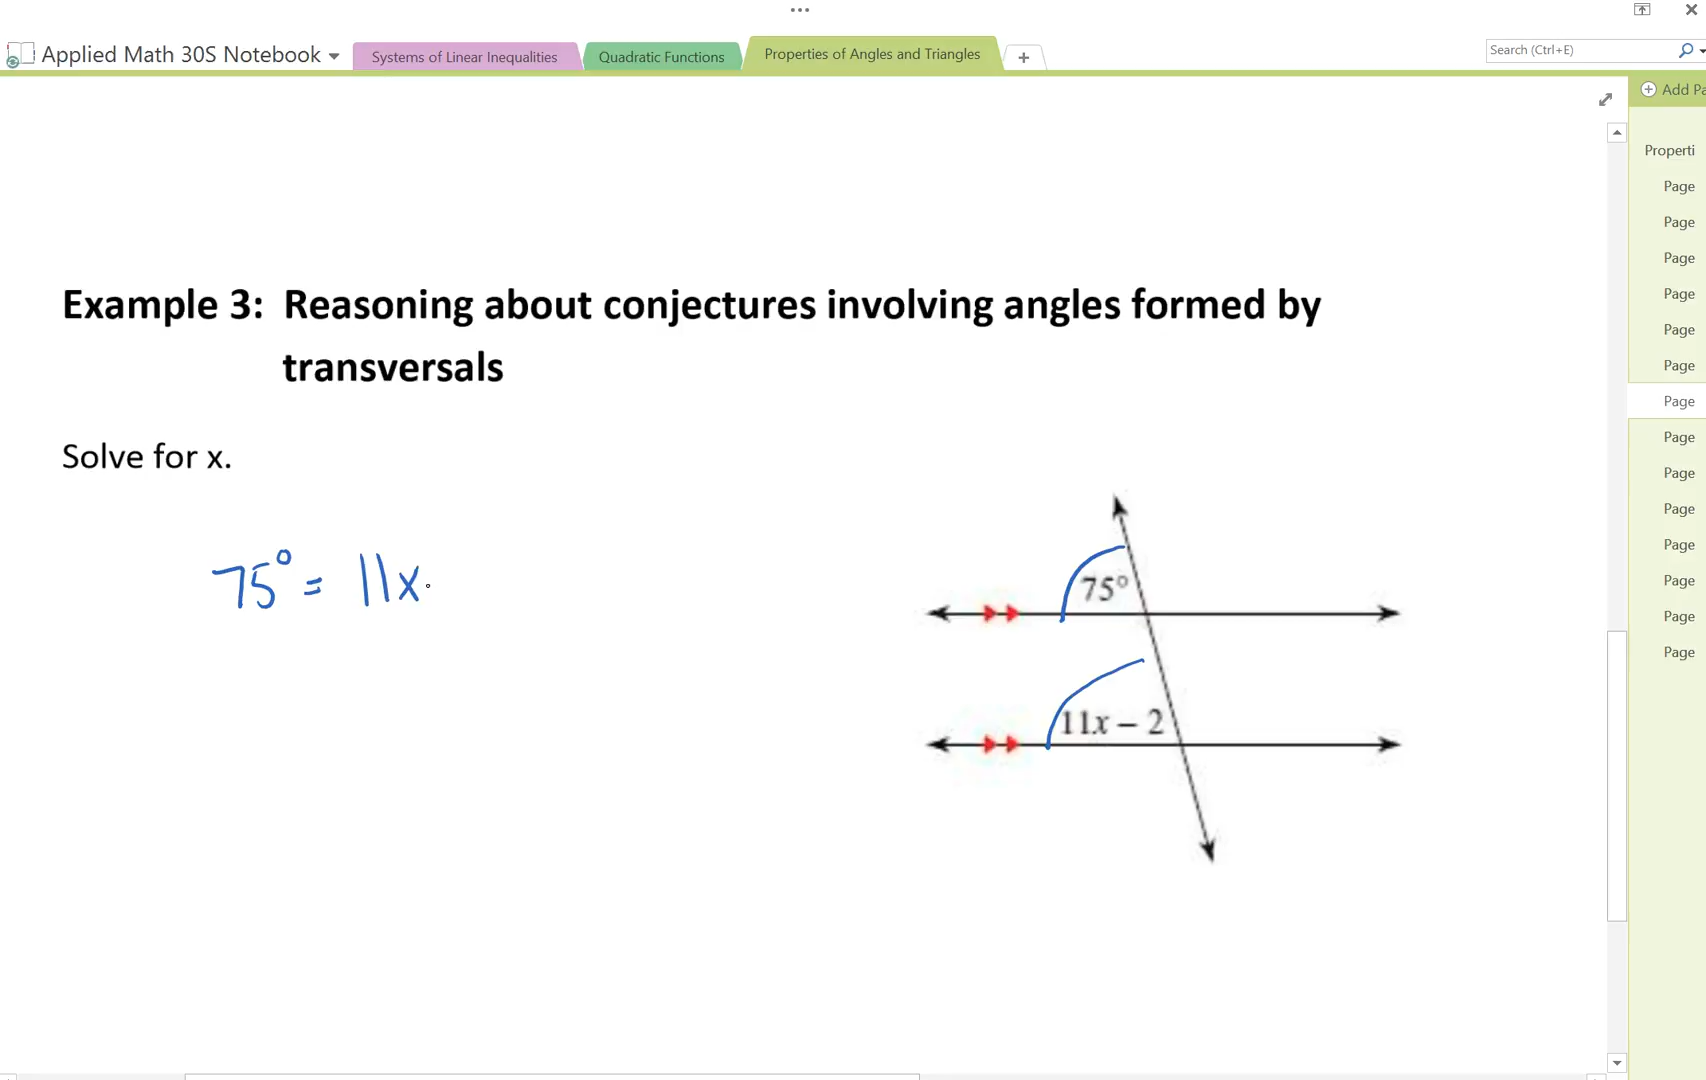 Applied Math 30S Notebook
Systems of Linear Inequalities
Quadratic Functions
Properties of Angles and Triangles
+
Search (Ctrl+E)
Add Pa
Properti
Page
Page
Page
Page
Page
Page
Page
Page
Page
Page
Page
Page
Page
Page
Example 3: Reasoning about conjectures involving angles formed by
transversals
Solve for x.
75° = 11x
75°
11x – 2